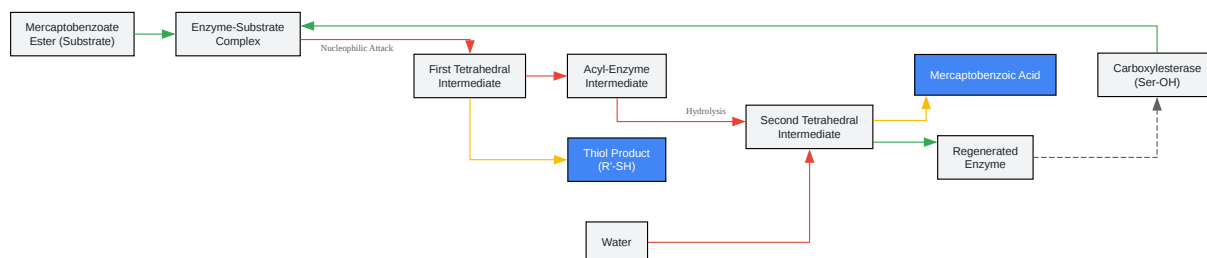 Mercaptobenzoate
Ester (Substrate)
Enzyme-Substrate
Complex
Nucleophilic Attack
First Tetrahedral
Intermediate
Acyl-Enzyme
Intermediate
Mercaptobenzoic Acid
Carboxylesterase
(Ser-OH)
Hydrolysis
Second Tetrahedral
Intermediate
Thiol Product
(R'-SH)
Regenerated
Enzyme
Water